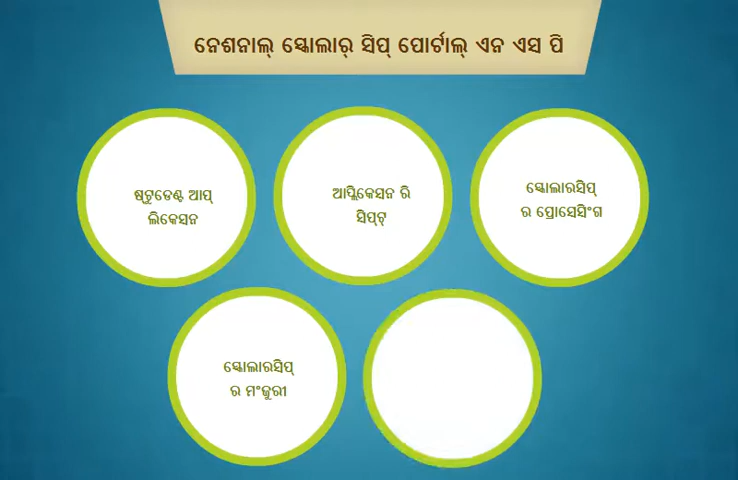 ନେଶନାଲ୍ ସ୍କୋଲାର୍ ସିପ୍ ପୋର୍ଟାଲ୍ ଏନ ଏସ ପି
ଷ୍ଟୁଡେଣ୍ଟ ଆପ୍
ଲିକେସନ
ଆପ୍ଲିକେସନ ରି
ସିପ୍ଟ୍
ସ୍କୋଲାରସିପ୍
ର ପ୍ରୋସେସିଂଗ
ସ୍କୋଲାରସିପ୍
ର ମଂଜୁରୀ